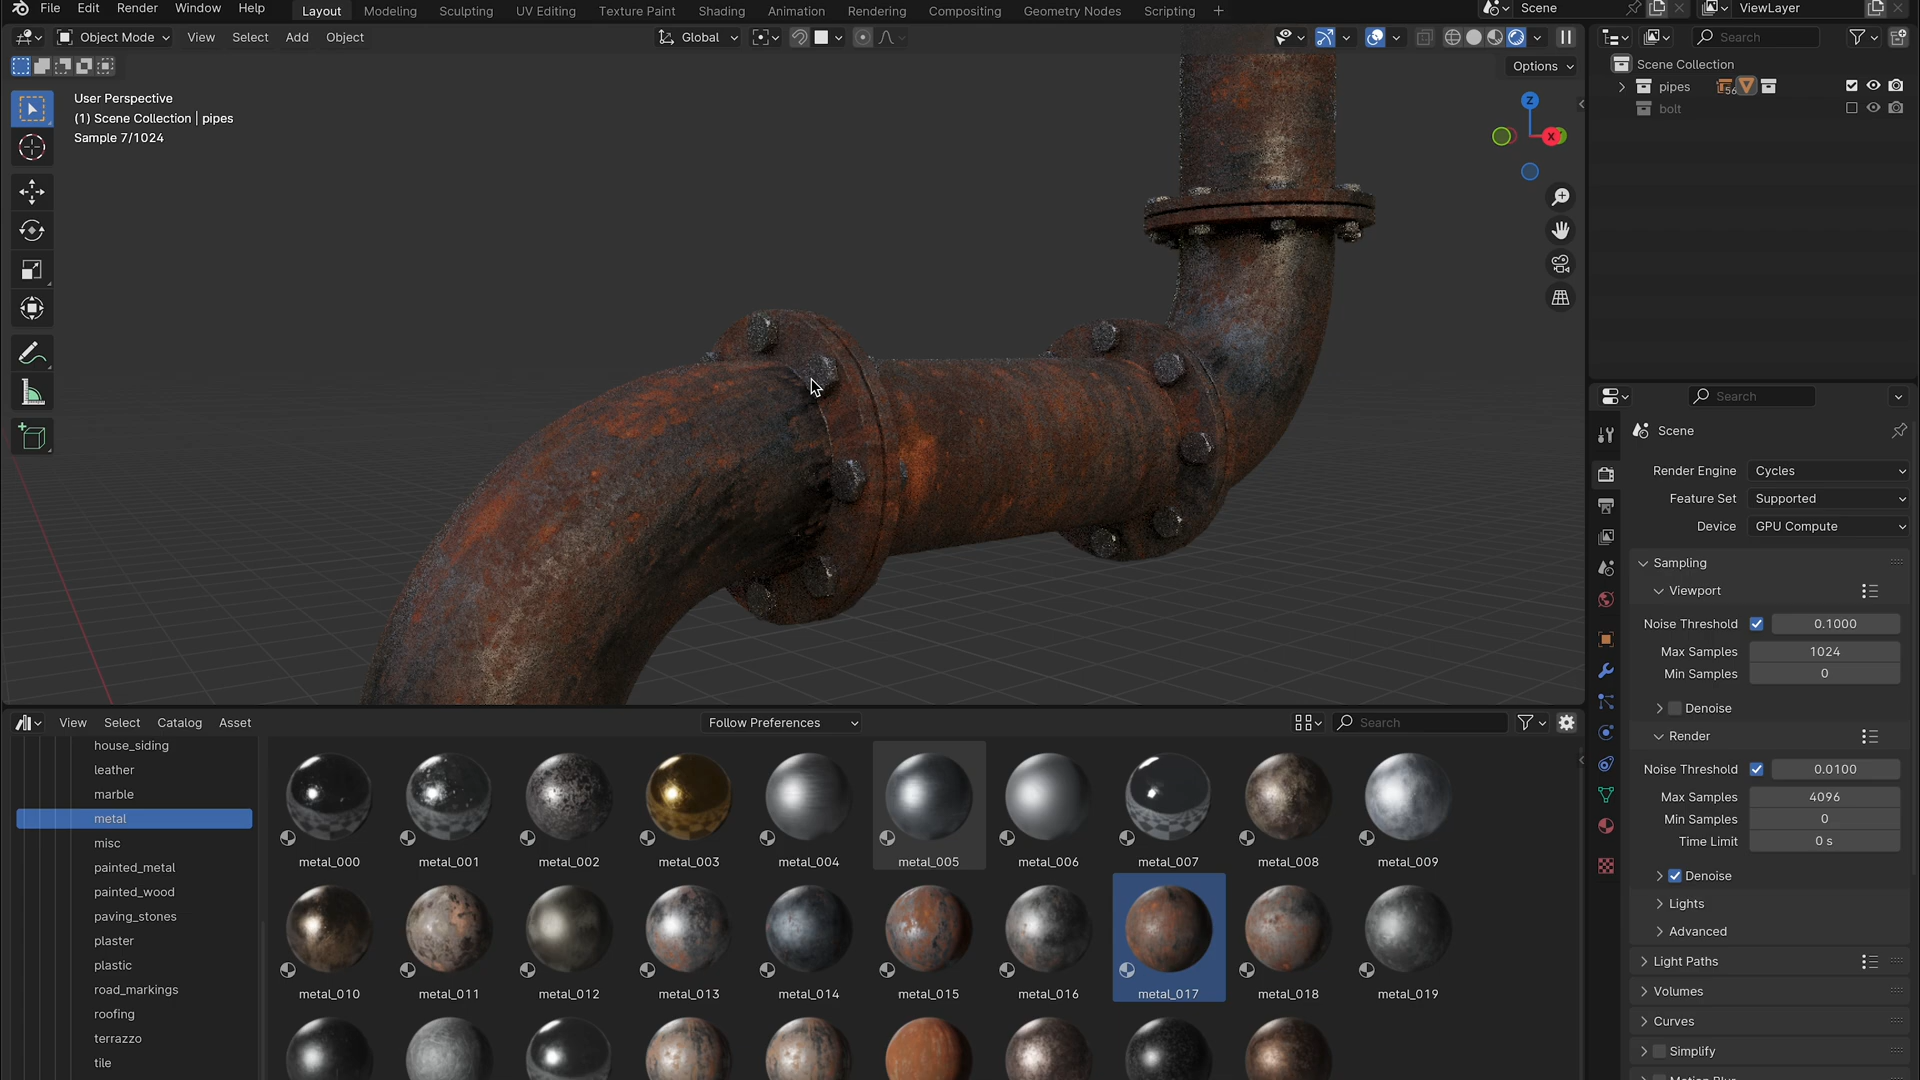 File Edit Render Window Help Layout Modeling Sculpting UV Editing Texture Paint Shading Animation Rendering Compositing Geometry Nodes Scripting + Scene ViewLayer
Object Mode View Select Add Object Global Search
Options
User Perspective
(1) Scene Collection | pipes
Sample 7/1024
Z
X
Scene Collection
pipes 56
bolt
Search
Scene
Render Engine Cycles
Feature Set Supported
Device GPU Compute
Sampling
Viewport
Noise Threshold 0.1000
Max Samples 1024
Min Samples 0
Denoise
Render
Noise Threshold 0.0100
Max Samples 4096
Min Samples 0
Time Limit 0 s
Denoise
Lights
Advanced
Light Paths
Volumes
Curves
Simplify
View Select Catalog Asset Follow Preferences Search
house_siding
leather
marble
metal
misc
painted_metal
painted_wood
paving_stones
plaster
plastic
road_markings
roofing
terrazzo
tile
metal_000 metal_001 metal_002 metal_003 metal_004 metal_005 metal_006 metal_007 metal_008 metal_009
metal_010 metal_011 metal_012 metal_013 metal_014 metal_015 metal_016 metal_017 metal_018 metal_019